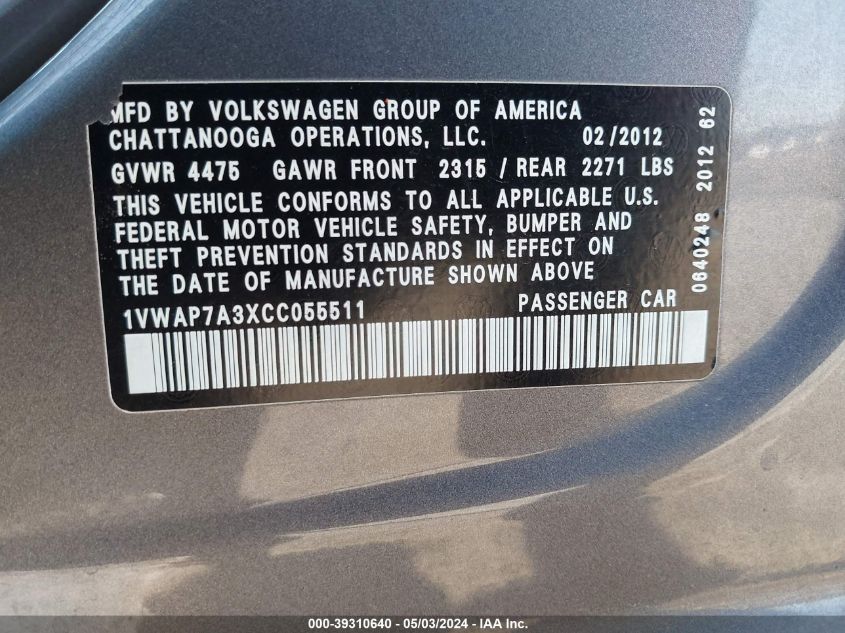 MFD BY VOLKSWAGEN GROUP OF AMERICA
CHATTANOOGA OPERATIONS, LLC. 02/2012
GVWR 4475 GAWR FRONT 2315 / REAR 2271 LBS
THIS VEHICLE CONFORMS TO ALL APPLICABLE U.S.
FEDERAL MOTOR VEHICLE SAFETY, BUMPER AND
THEFT PREVENTION STANDARDS IN EFFECT ON
THE DATE OF MANUFACTURE SHOWN ABOVE
1VWAP7A3XCC055511 PASSENGER CAR
0640248 2012 62
000-39310640 - 05/03/2024 - IAA Inc.